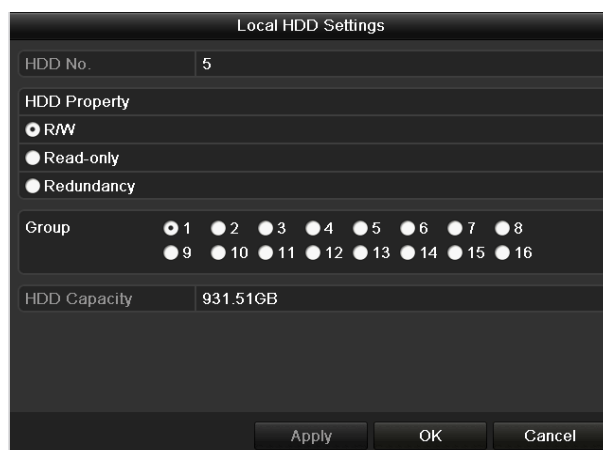 Local HDD Settings
HDD No. 5
HDD Property
R/W
Read-only
Redundancy
Group 1 2 3 4 5 6 7 8
9 10 11 12 13 14 15 16
HDD Capacity 931.51GB
Apply OK Cancel